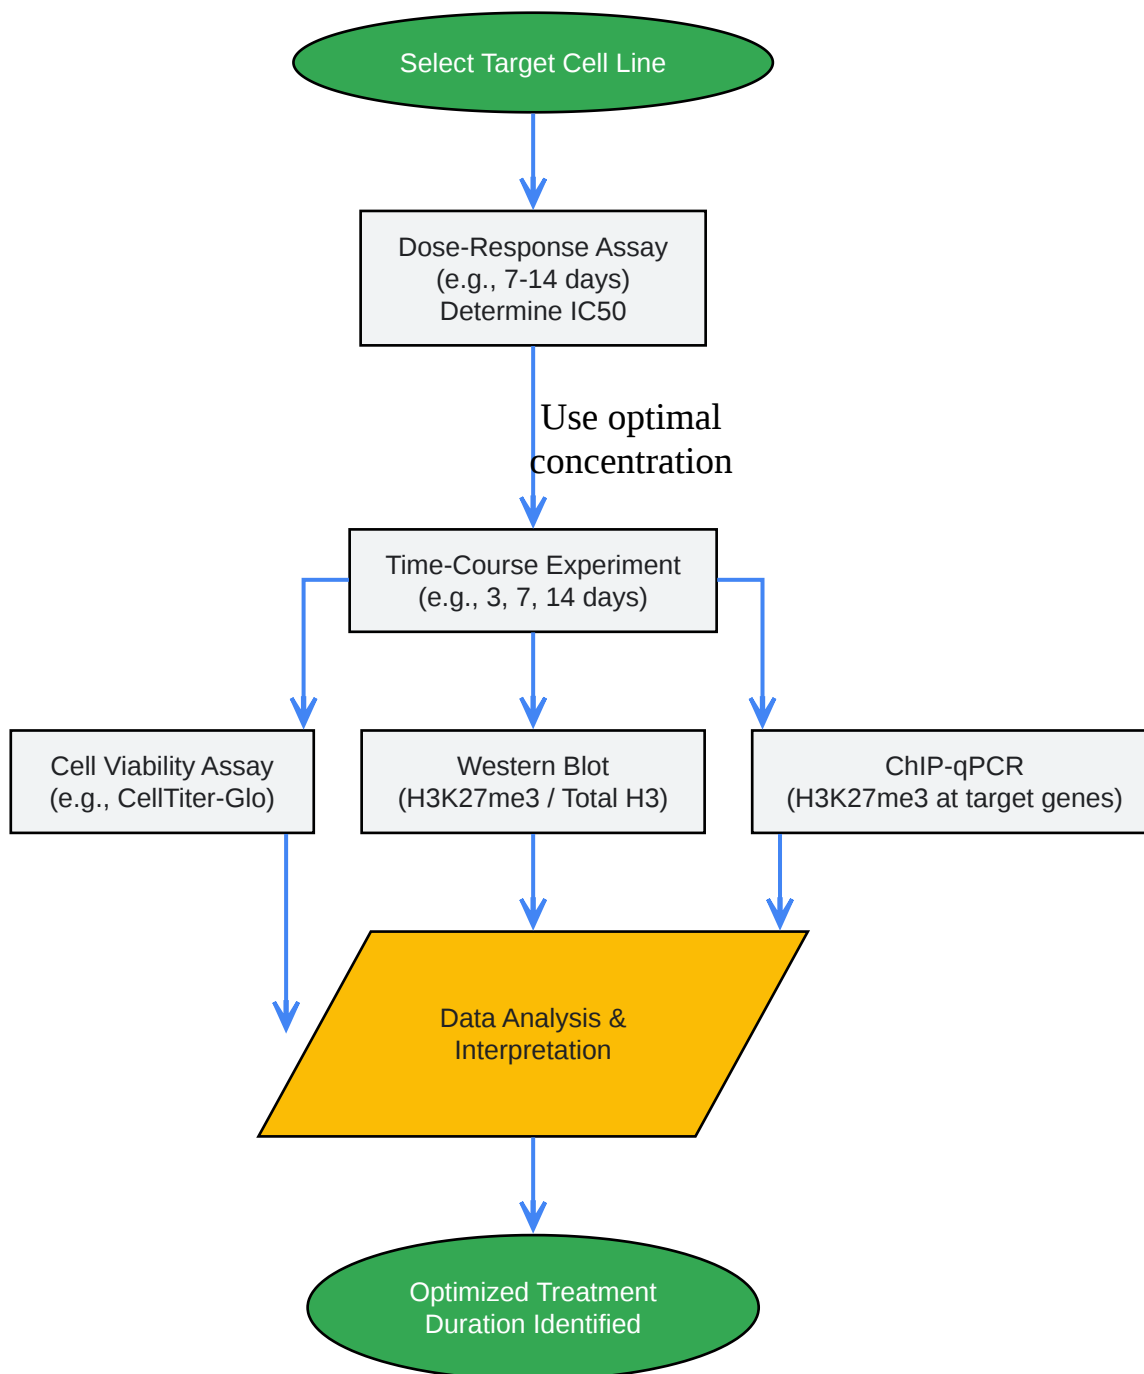 Select Target Cell Line
Dose-Response Assay
(e.g., 7-14 days)
Determine IC50
Use optimal
concentration
Time-Course Experiment
(e.g., 3, 7, 14 days)
Cell Viability Assay
(e.g., CellTiter-Glo)
Western Blot
(H3K27me3 / Total H3)
ChIP-qPCR
(H3K27me3 at target genes)
Data Analysis &
Interpretation
Optimized Treatment
Duration Identified